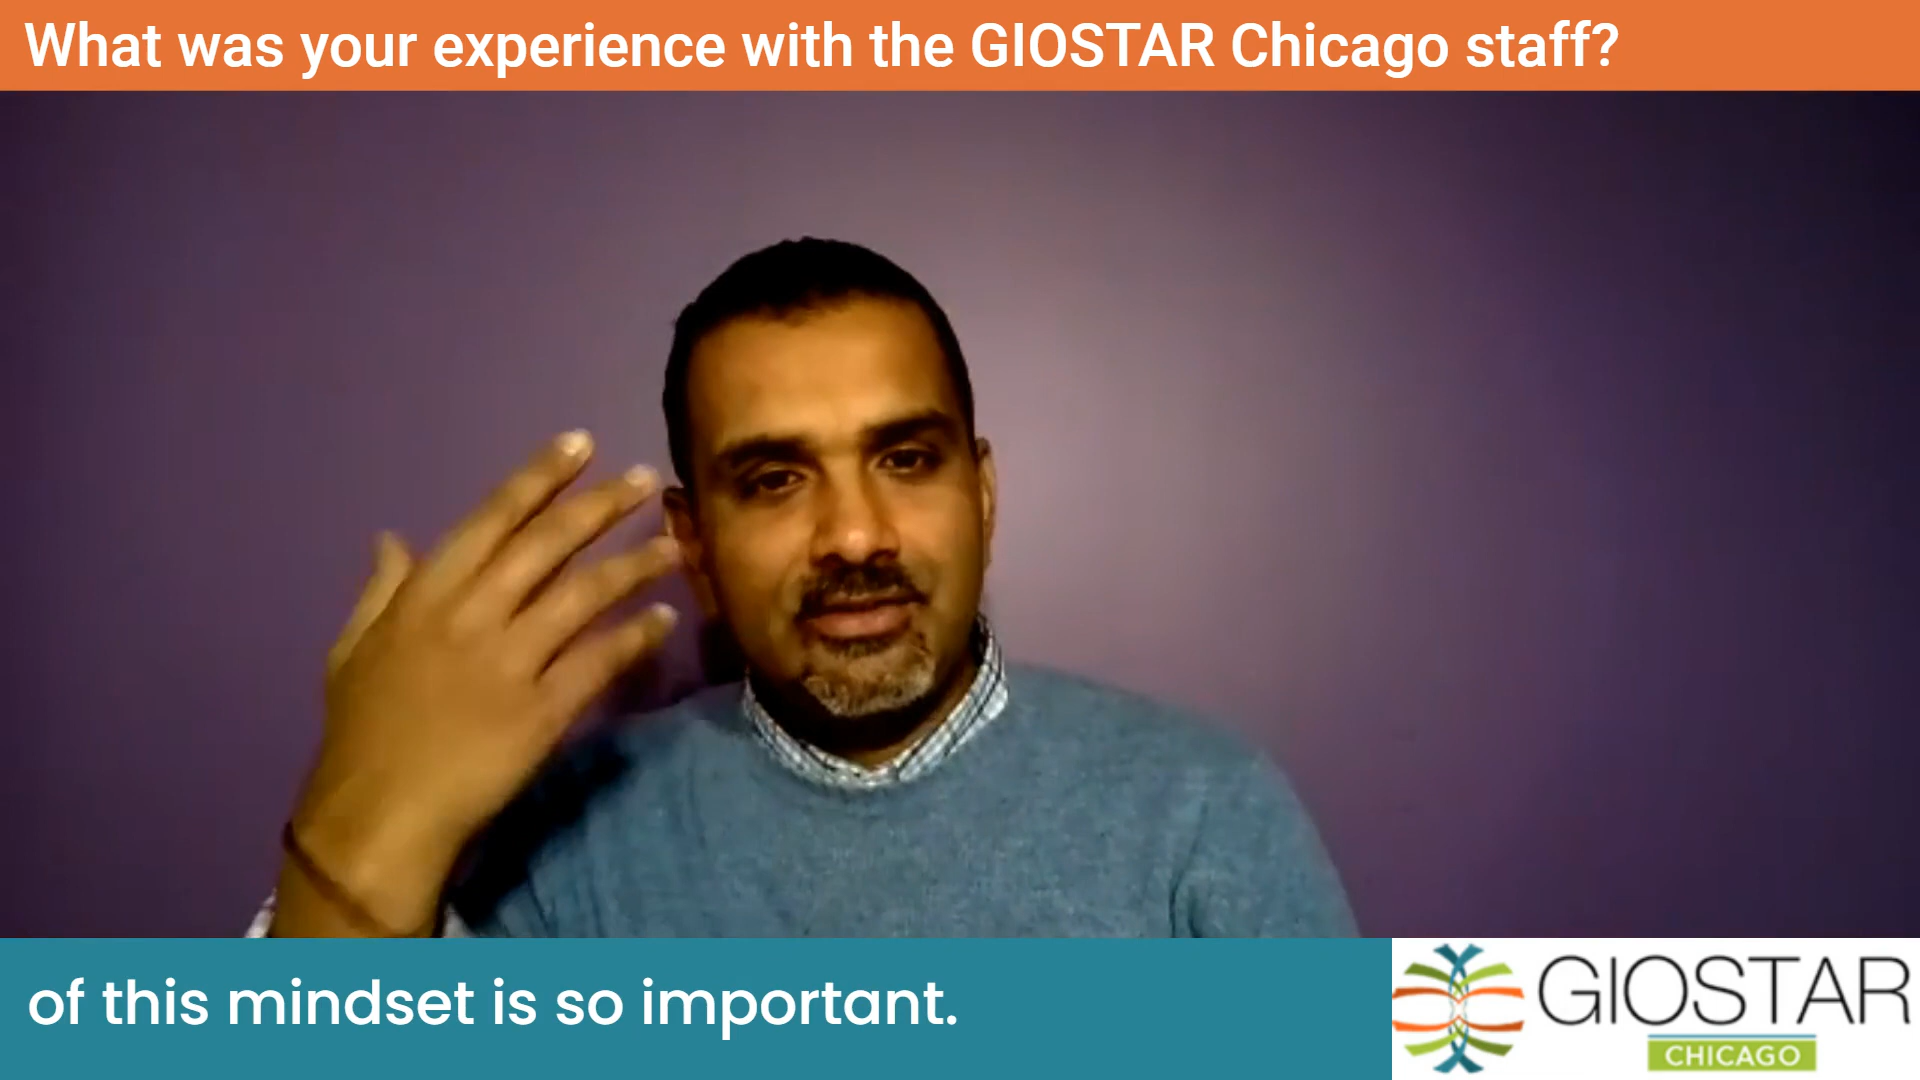 What was your experience with the GIOSTAR Chicago staff?
of this mindset is so important.
GIOSTAR
CHICAGO